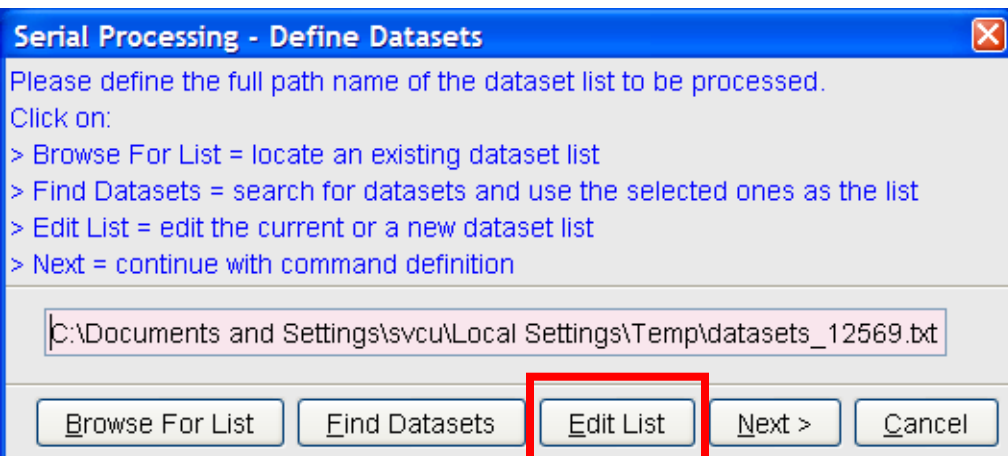 Serial Processing - Define Datasets
Please define the full path name of the dataset list to be processed.
Click on:
> Browse For List = locate an existing dataset list
> Find Datasets = search for datasets and use the selected ones as the list
> Edit List = edit the current or a new dataset list
> Next = continue with command definition
C:\Documents and Settings\svcu\Local Settings\Temp\datasets_12569.txt
Browse For List Find Datasets Edit List Next > Cancel